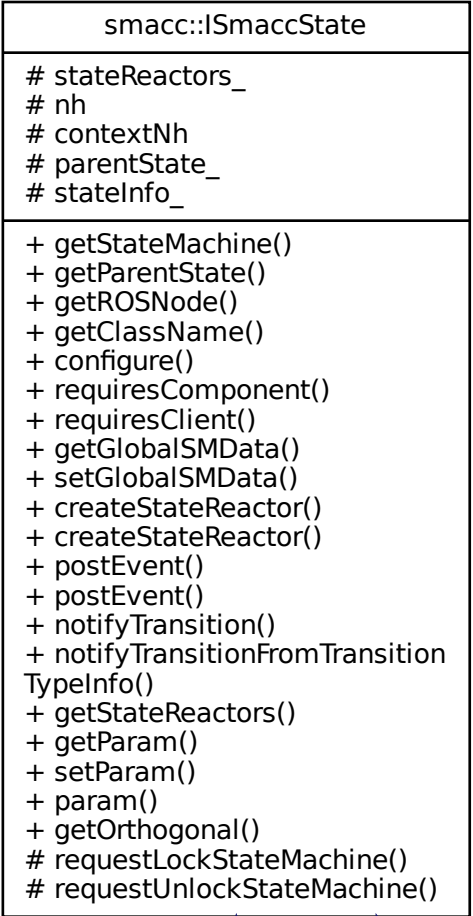 smacc::ISmaccState
# stateReactors_
# nh
# contextNh
# parentState_
# stateInfo_
+ getStateMachine()
+ getParentState()
+ getROSNode()
+ getClassName()
+ configure()
+ requiresComponent()
+ requiresClient()
+ getGlobalSMData()
+ setGlobalSMData()
+ createStateReactor()
+ createStateReactor()
+ postEvent()
+ postEvent()
+ notifyTransition()
+ notifyTransitionFromTransition
TypeInfo()
+ getStateReactors()
+ getParam()
+ setParam()
+ param()
+ getOrthogonal()
# requestLockStateMachine()
# requestUnlockStateMachine()